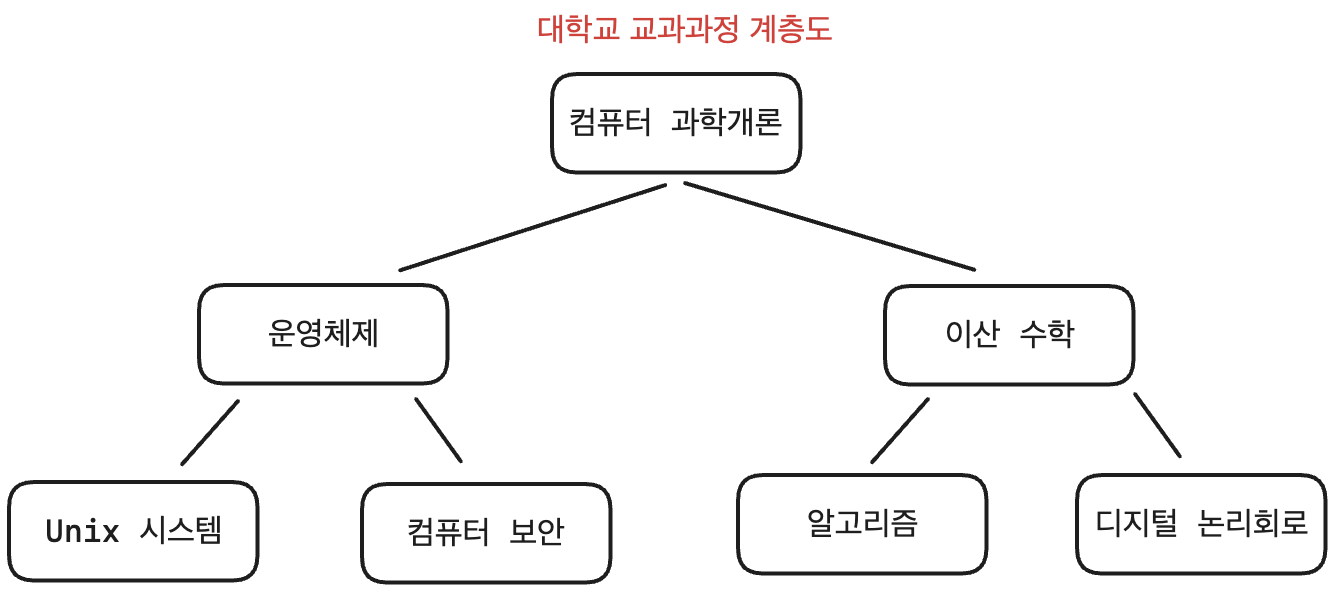 대학교 교과과정 계층도
컴퓨터 과학개론
운영체제
이산 수학
Unix 시스템
컴퓨터 보안
알고리즘
디지털 논리회로